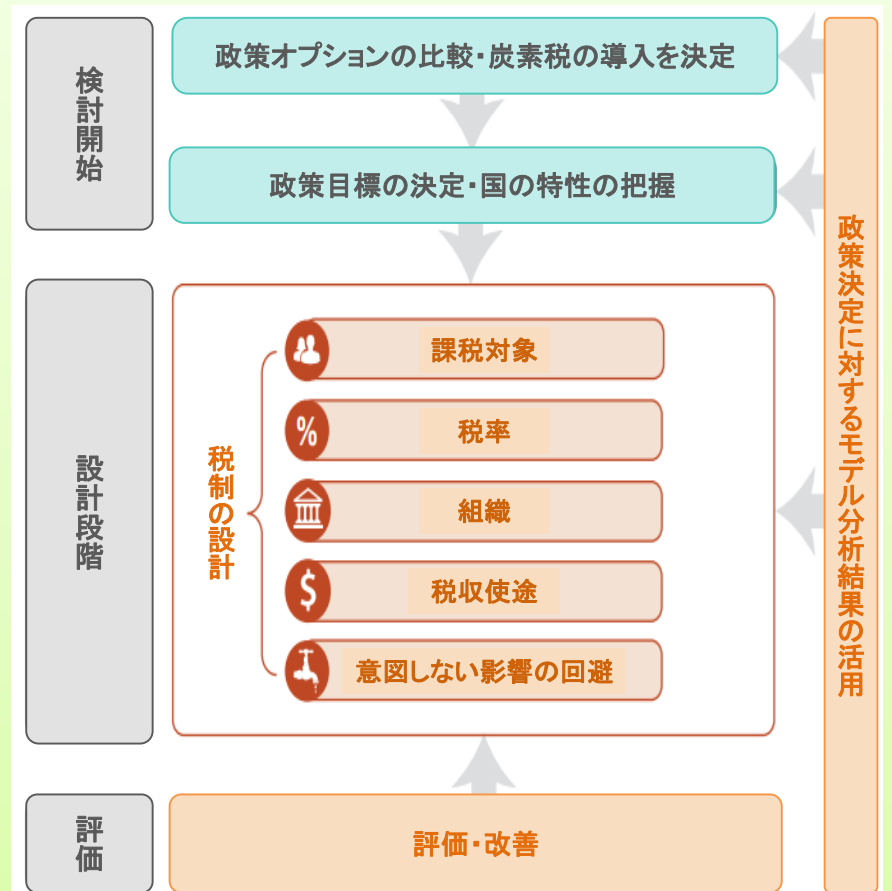 検討開始
政策オプションの比較・炭素税の導入を決定
政策目標の決定・国の特性の把握
設計段階
税制の設計
課税対象
%
税率
組織
$
税収使途
意図しない影響の回避
評価
評価・改善
政策決定に対するモデル分析結果の活用